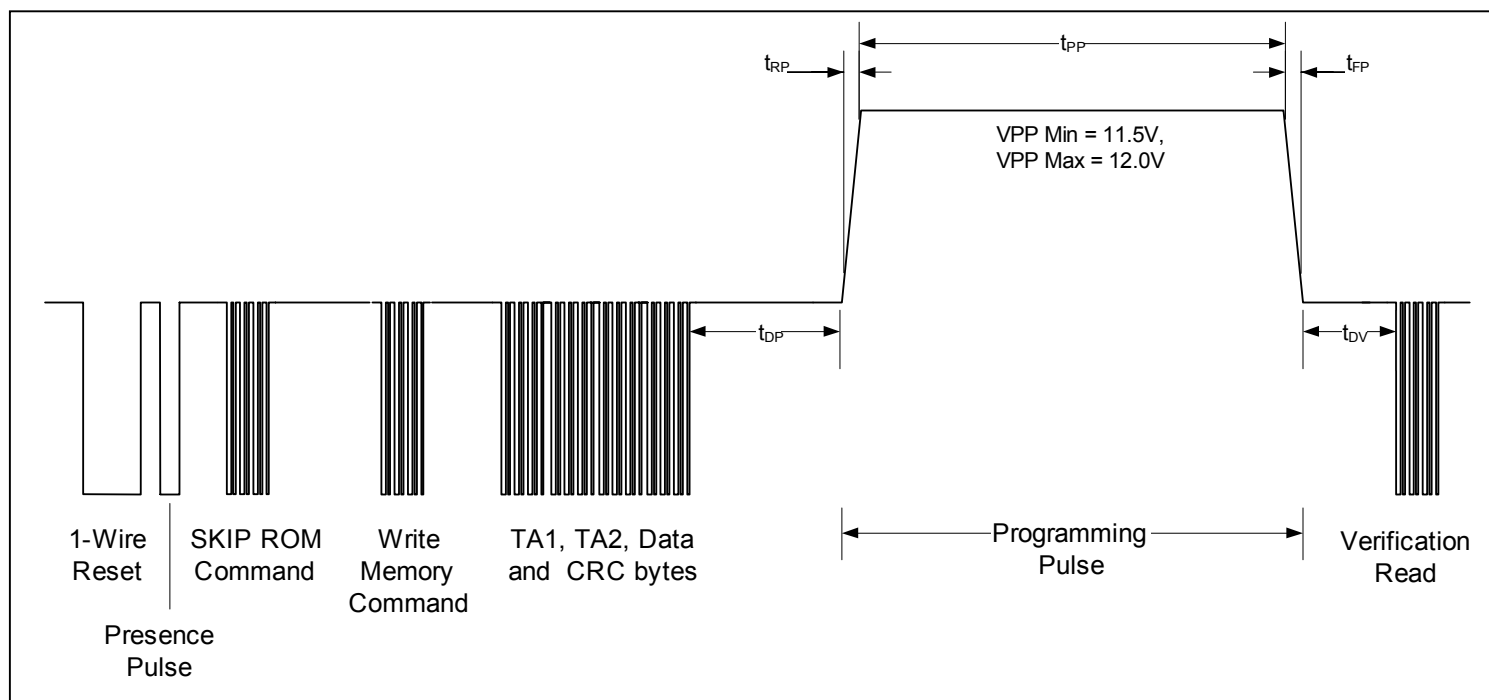 tPP
tRP
tFP
VPP Min = 11.5V,
VPP Max = 12.0V
tDP
tDV
1-Wire
Reset
SKIP ROM
Command
Write
Memory
Command
TA1, TA2, Data
and CRC bytes
Programming
Pulse
Verification
Read
Presence
Pulse